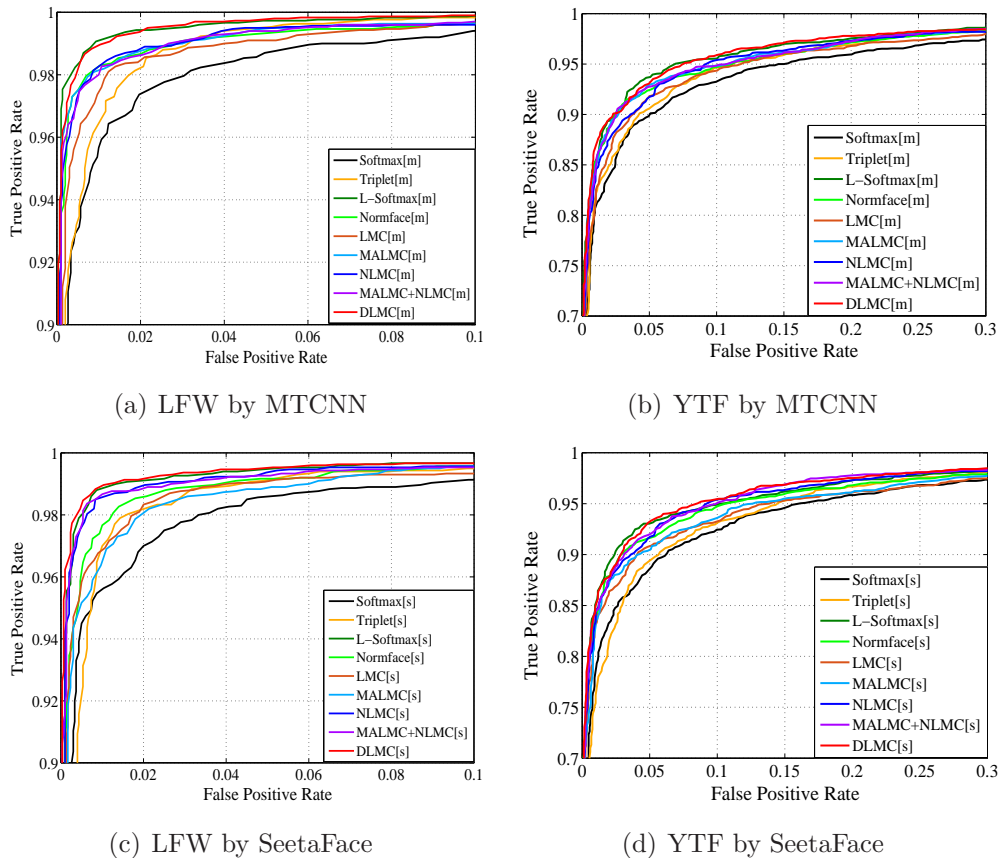 1
0.98
0.96
0.94
0.92
0.9
True Positive Rate
0
0.02
0.04
0.06
0.08
0.1
False Positive Rate
Softmax[m]
Triplet[m]
L−Softmax[m]
Normface[m]
LMC[m]
MALMC[m]
NLMC[m]
MALMC+NLMC[m]
DLMC[m]
(a) LFW by MTCNN
1
0.95
0.9
0.85
0.8
0.75
0.7
True Positive Rate
0
0.05
0.1
0.15
0.2
0.25
0.3
False Positive Rate
Softmax[m]
Triplet[m]
L−Softmax[m]
Normface[m]
LMC[m]
MALMC[m]
NLMC[m]
MALMC+NLMC[m]
DLMC[m]
(b) YTF by MTCNN
1
0.98
0.96
0.94
0.92
0.9
True Positive Rate
0
0.02
0.04
0.06
0.08
0.1
False Positive Rate
Softmax[s]
Triplet[s]
L−Softmax[s]
Normface[s]
LMC[s]
MALMC[s]
NLMC[s]
MALMC+NLMC[s]
DLMC[s]
(c) LFW by SeetaFace
1
0.95
0.9
0.85
0.8
0.75
0.7
True Positive Rate
0
0.05
0.1
0.15
0.2
0.25
0.3
False Positive Rate
Softmax[s]
Triplet[s]
L−Softmax[s]
Normface[s]
LMC[s]
MALMC[s]
NLMC[s]
MALMC+NLMC[s]
DLMC[s]
(d) YTF by SeetaFace